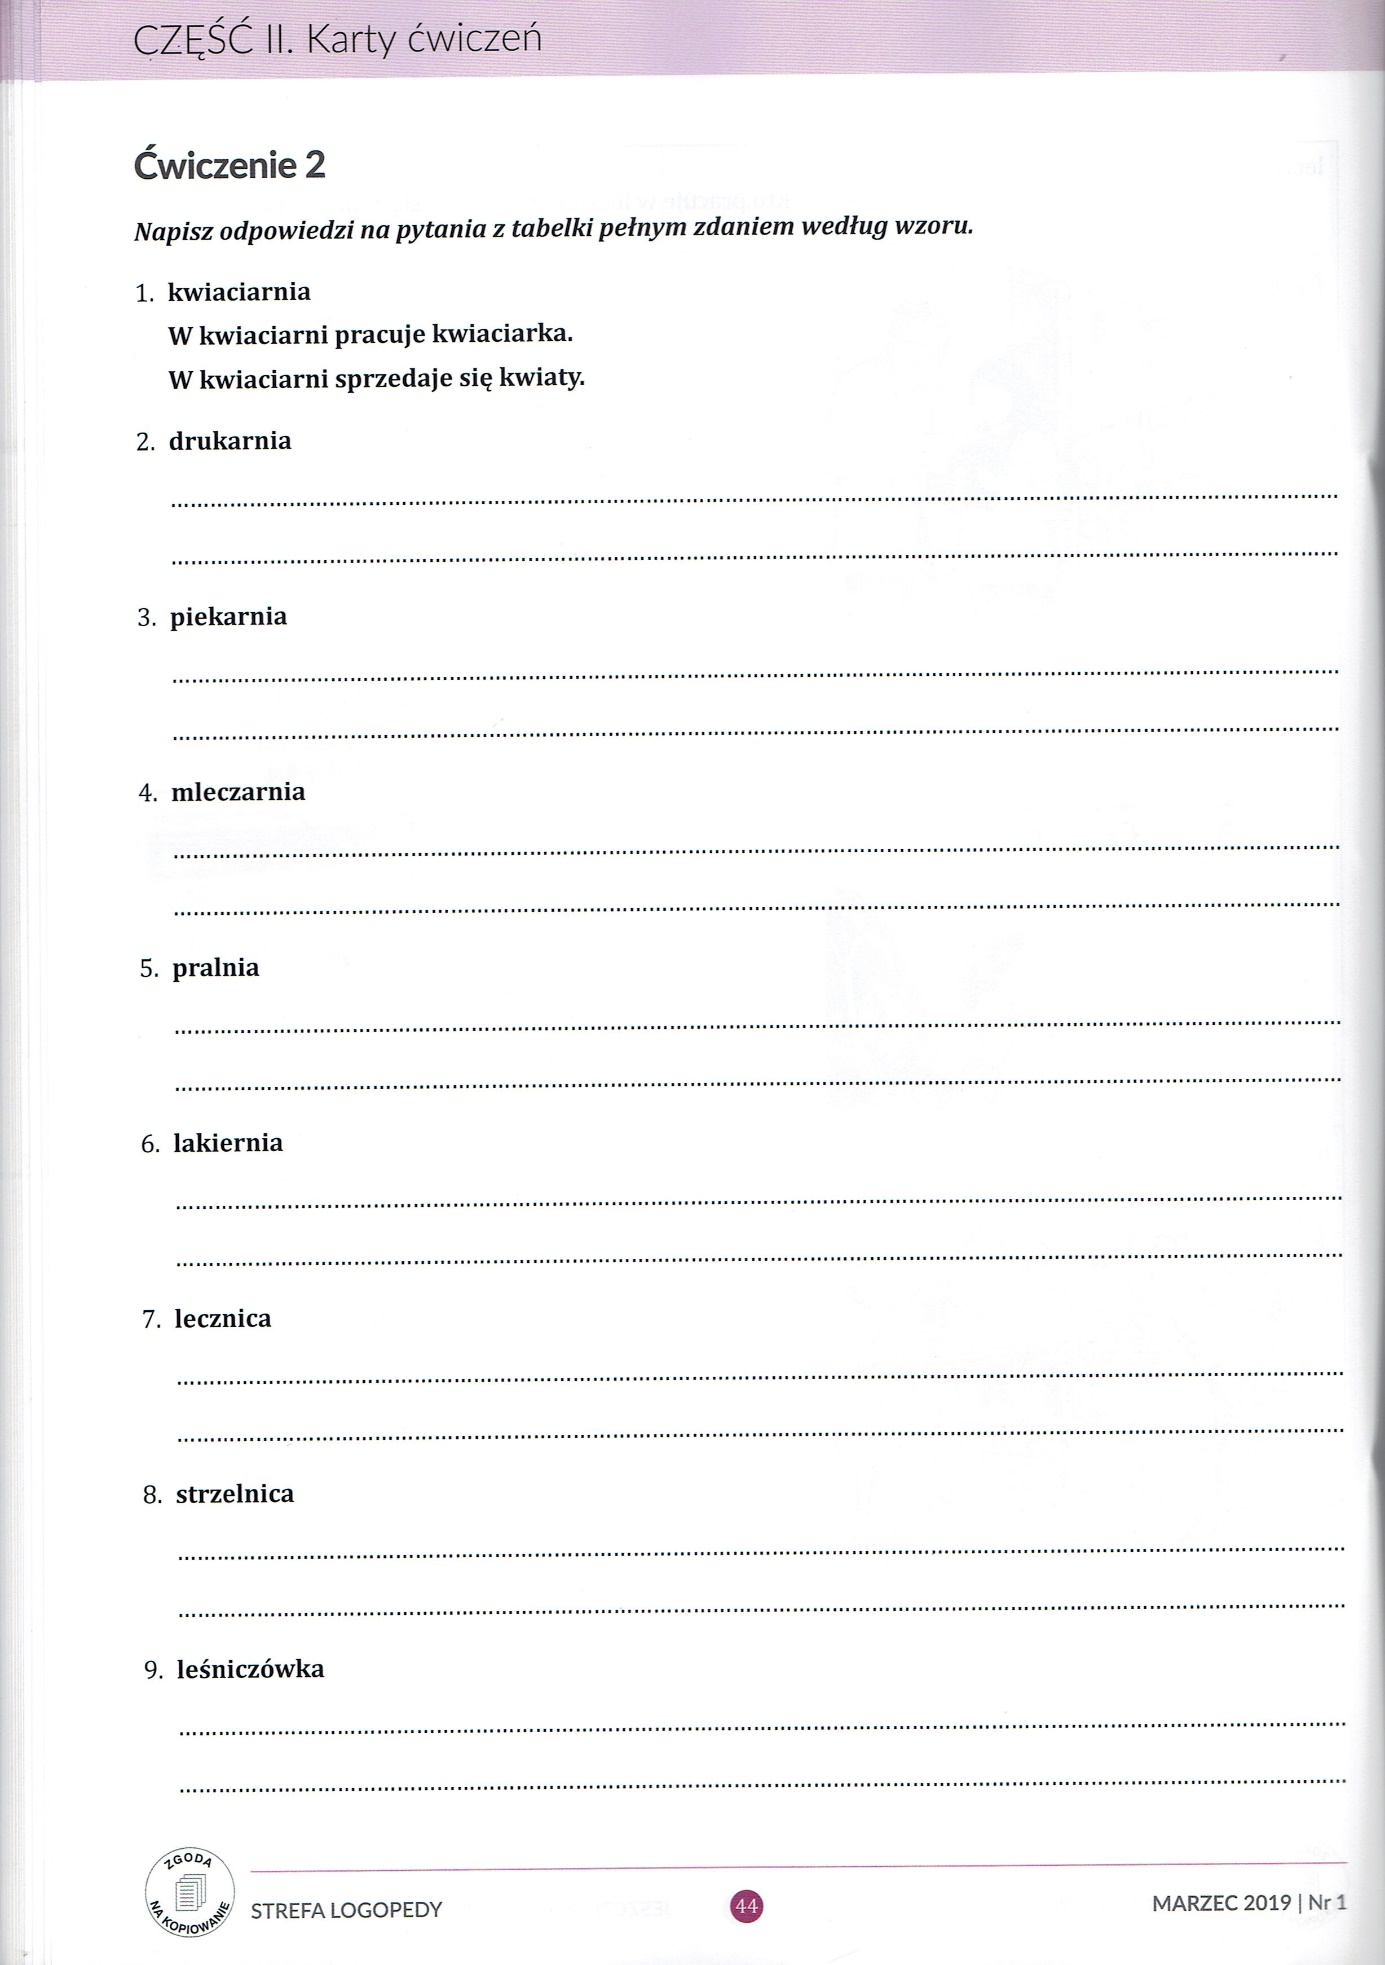 CZĘŚĆ II. Karty ćwiczeń
Ćwiczenie 2
Napisz odpowiedzi na pytania z tabelki pełnym zdaniem według wzoru.
1. kwiaciarnia
W kwiaciarni pracuje kwiaciarka.
W kwiaciarni sprzedaje się kwiaty.
2. drukarnia
3. piekarnia
4. mleczarnia
5. pralnia
6. lakiernia
7. lecznica
8. strzelnica
9. leśniczówka
ZGODA
NA KOPIOWANIE
STREFA LOGOPEDY
44
MARZEC 2019 | Nr 1